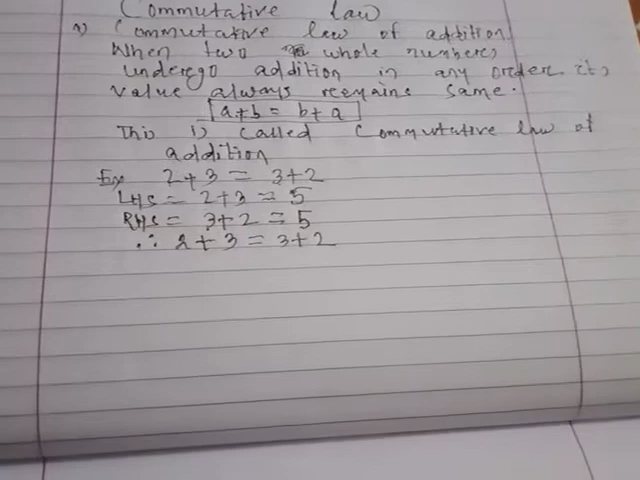 Commutative law
1) Commutative law of addition
When two whole numbers
undergo addition in any order its
value always remains same.
a+b = b+a
This is called Commutative law of
addition
Ex 2+3 = 3+2
LHS = 2+3 = 5
RHS = 3+2 = 5
∴ 2+3 = 3+2